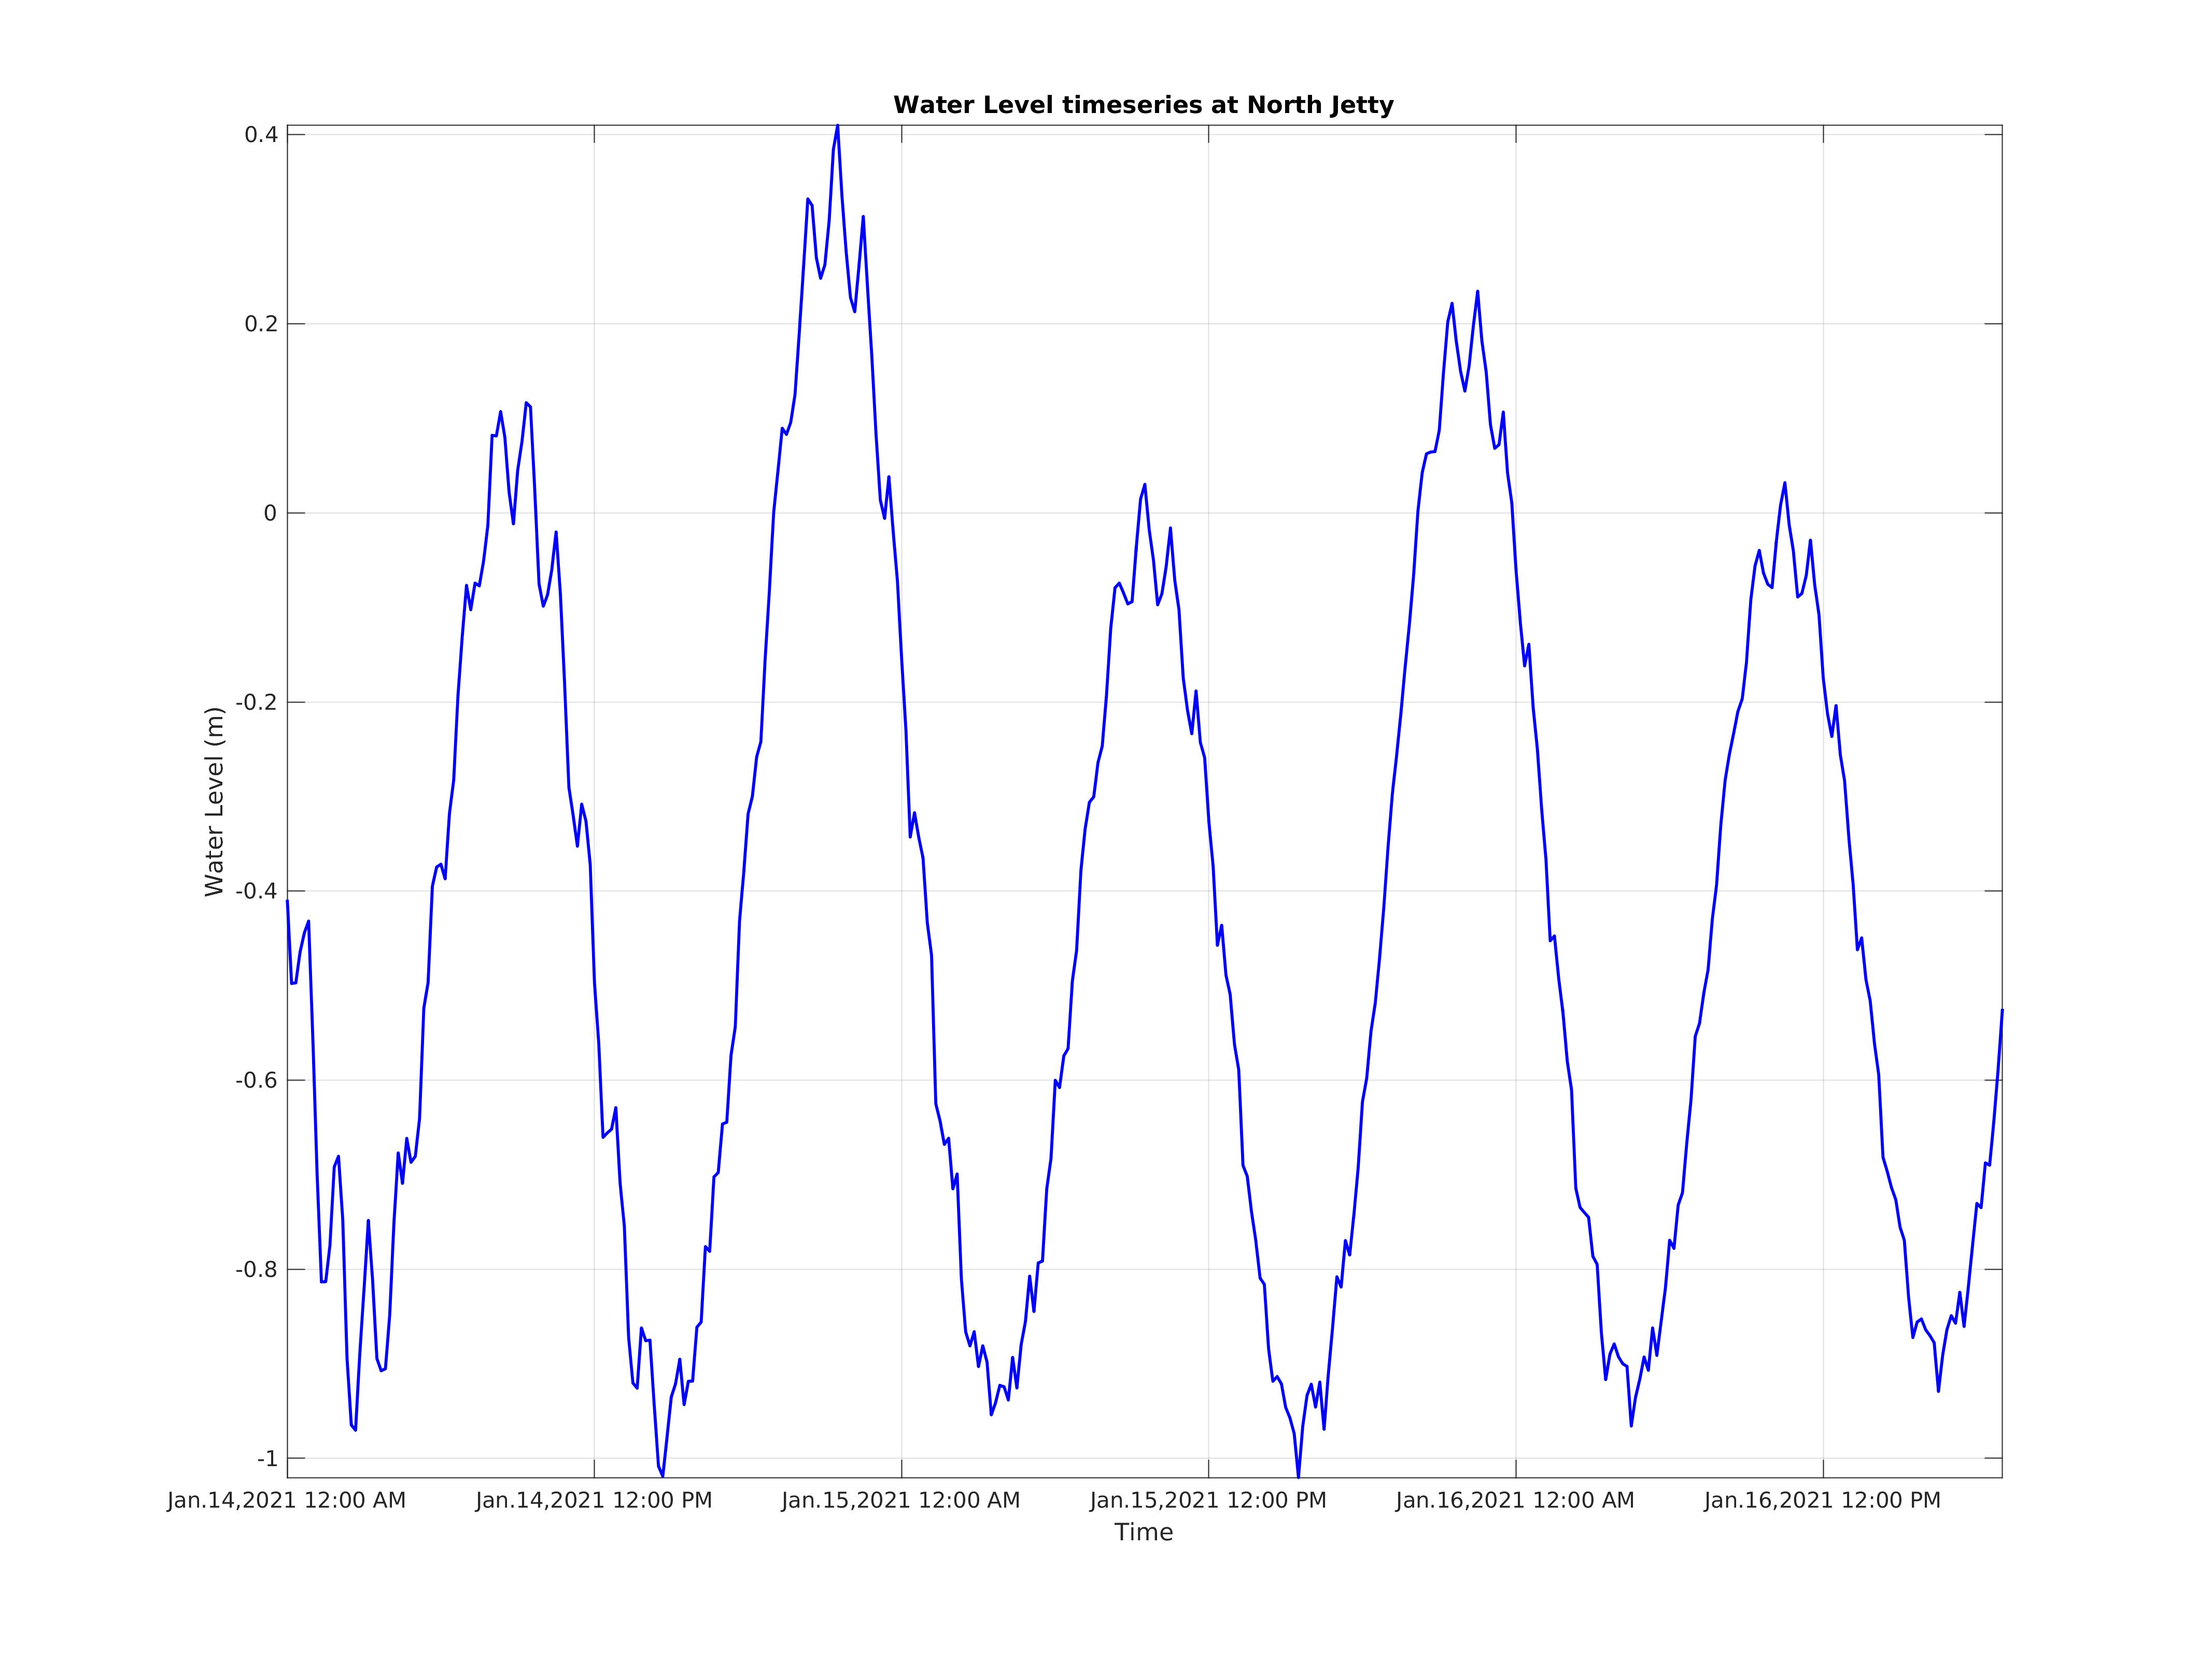 Water Level timeseries at North Jetty
0.4
0.2
0
-0.2
-0.4
-0.6
-0.8
-1
Water Level (m)
Jan.14,2021 12:00 AM
Jan.14,2021 12:00 PM
Jan.15,2021 12:00 AM
Jan.15,2021 12:00 PM
Jan.16,2021 12:00 AM
Jan.16,2021 12:00 PM
Time